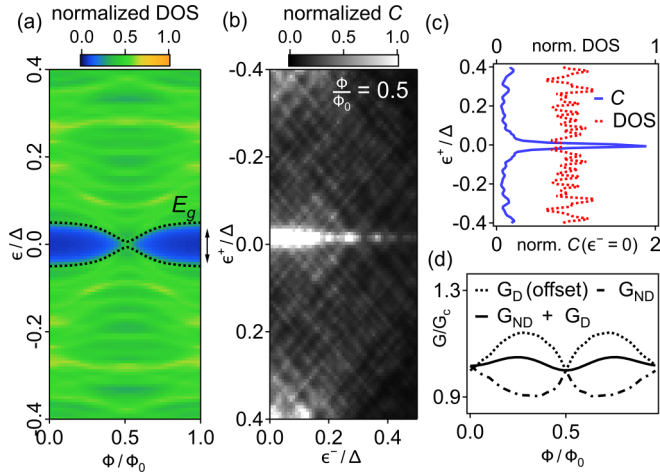 (a) normalized DOS
0.0 0.5 1.0
0.4
0.2
0.0
-0.2
-0.4
ϵ/Δ
E_g
0.0 0.5 1.0
Φ/Φ₀
(b) normalized C
0.0 0.5 1.0
-0.4
-0.2
-0.0
0.2
0.4
ϵ⁺/Δ
Φ/Φ₀ = 0.5
0.0 0.2 0.4
ϵ⁻/Δ
(c) 0 1
norm. DOS
0.4
0.2
0.0
-0.2
-0.4
ϵ⁺/Δ
C
DOS
0 2
norm. C(ϵ⁻ = 0)
(d)
1.3
0.9
G/G_c
G_D (offset) G_ND
G_ND + G_D
0.0 0.5
Φ/Φ₀